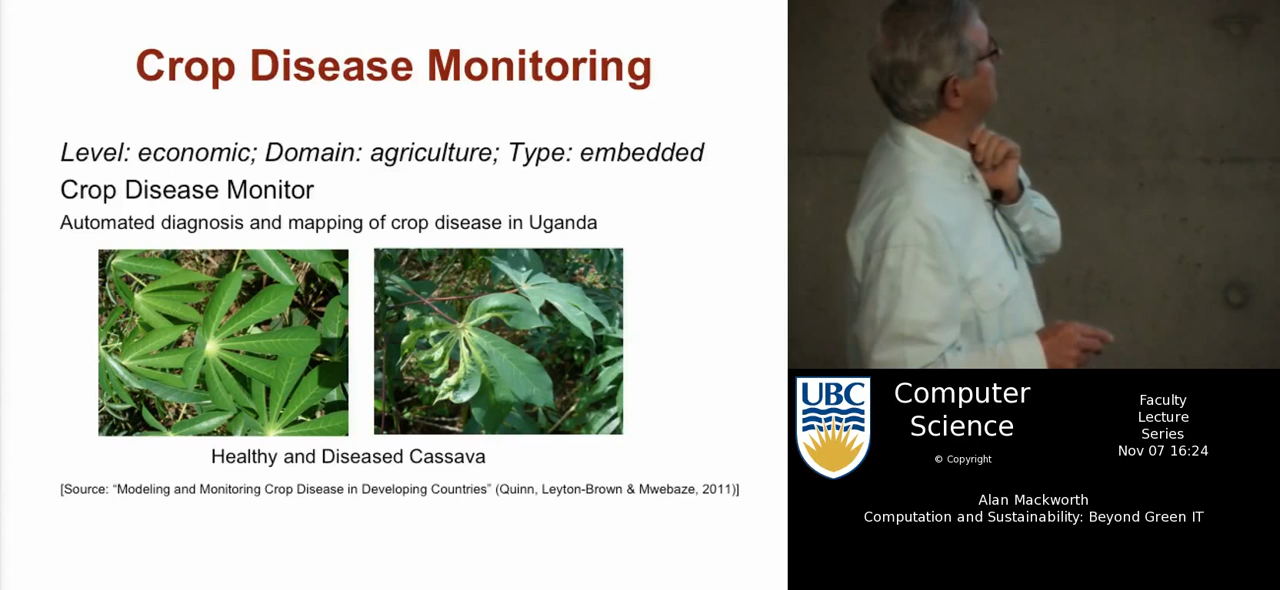 Crop Disease Monitoring
Level: economic; Domain: agriculture; Type: embedded
Crop Disease Monitor
Automated diagnosis and mapping of crop disease in Uganda
Healthy and Diseased Cassava
[Source: “Modeling and Monitoring Crop Disease in Developing Countries” (Quinn, Leyton-Brown & Mwebaze, 2011)]
UBC
Computer
Science
© Copyright
Faculty
Lecture
Series
Nov 07 16:24
Alan Mackworth
Computation and Sustainability: Beyond Green IT